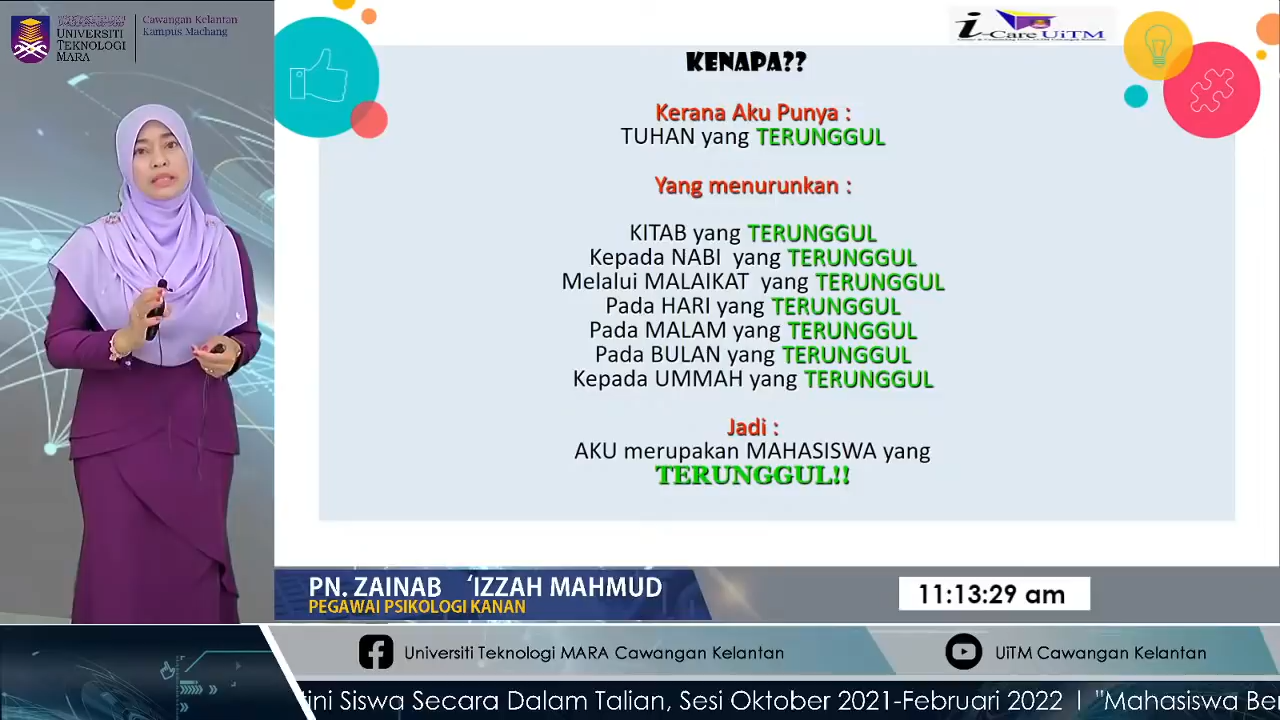 UNIVERSITI
TEKNOLOGI
MARA
Cawangan Kelantan
Kampus Machang
i-Care UiTM
KENAPA??
Kerana Aku Punya :
TUHAN yang TERUNGGUL
Yang menurunkan :
KITAB yang TERUNGGUL
Kepada NABI yang TERUNGGUL
Melalui MALAIKAT yang TERUNGGUL
Pada HARI yang TERUNGGUL
Pada MALAM yang TERUNGGUL
Pada BULAN yang TERUNGGUL
Kepada UMMAH yang TERUNGGUL
Jadi :
AKU merupakan MAHASISWA yang
TERUNGGUL!!
PN. ZAINAB ‘IZZAH MAHMUD
PEGAWAI PSIKOLOGI KANAN
11:13:29 am
Universiti Teknologi MARA Cawangan Kelantan
UiTM Cawangan Kelantan
Siswa Secara Dalam Talian, Sesi Oktober 2021-Februari 2022 | "Mahasiswa